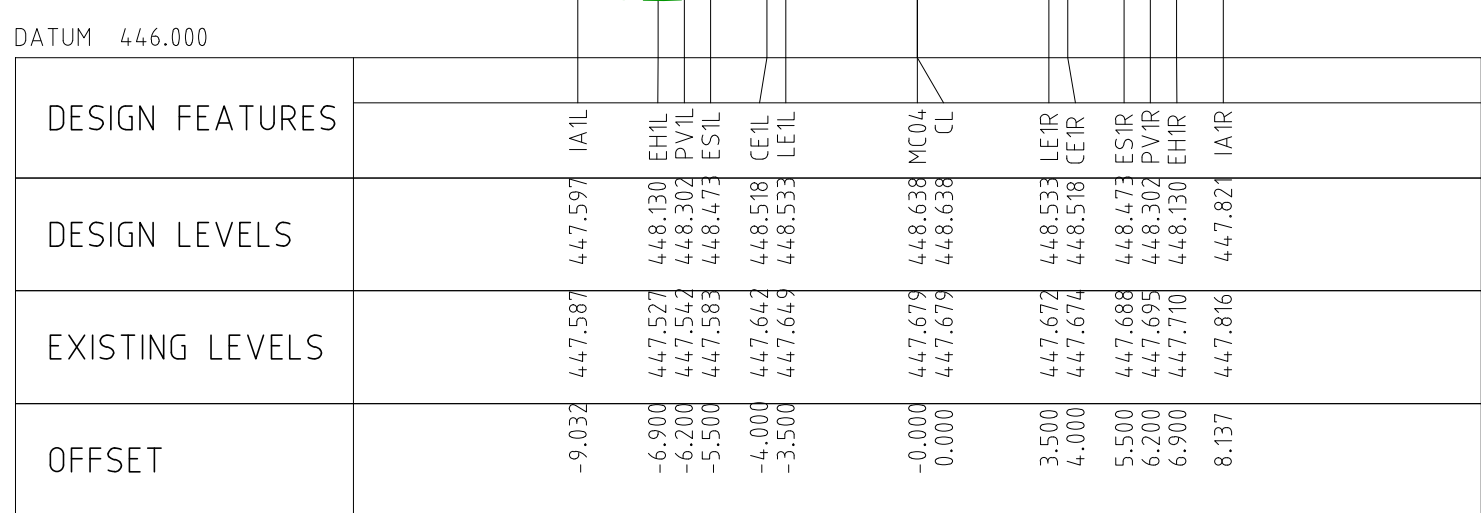 DATUM 446.000
DESIGN FEATURES IA1L EH1L PV1L ES1L CE1L LE1L MC04 CL LE1R CE1R ES1R PV1R EH1R IA1R
DESIGN LEVELS 447.597 448.130 448.302 448.473 448.518 448.533 448.638 448.638 448.533 448.518 448.473 448.302 448.130 447.821
EXISTING LEVELS 447.587 447.527 447.542 447.583 447.642 447.649 447.679 447.679 447.672 447.674 447.688 447.695 447.710 447.816
OFFSET -9.032 -6.900 -6.200 -5.500 -4.000 -3.500 -0.000 0.000 3.500 4.000 5.500 6.200 6.900 8.137